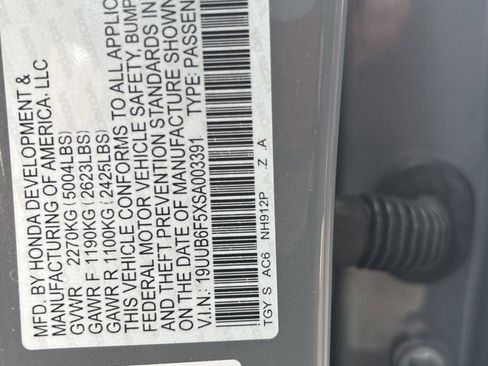 MFD. BY HONDA DEVELOPMENT &
MANUFACTURING OF AMERICA, LLC
GVWR 2270KG (5004LBS)
GAWR F 1190KG (2623LBS)
GAWR R 1100KG (2425LBS)
THIS VEHICLE CONFORMS TO ALL APPLIC
FEDERAL MOTOR VEHICLE SAFETY, BUMP
AND THEFT PREVENTION STANDARDS IN
ON THE DATE OF MANUFACTURE SHOWN
V.I.N.: 19UUB6F5XSA003391 TYPE: PASSEN
TGY S AC6 NH912P Z A